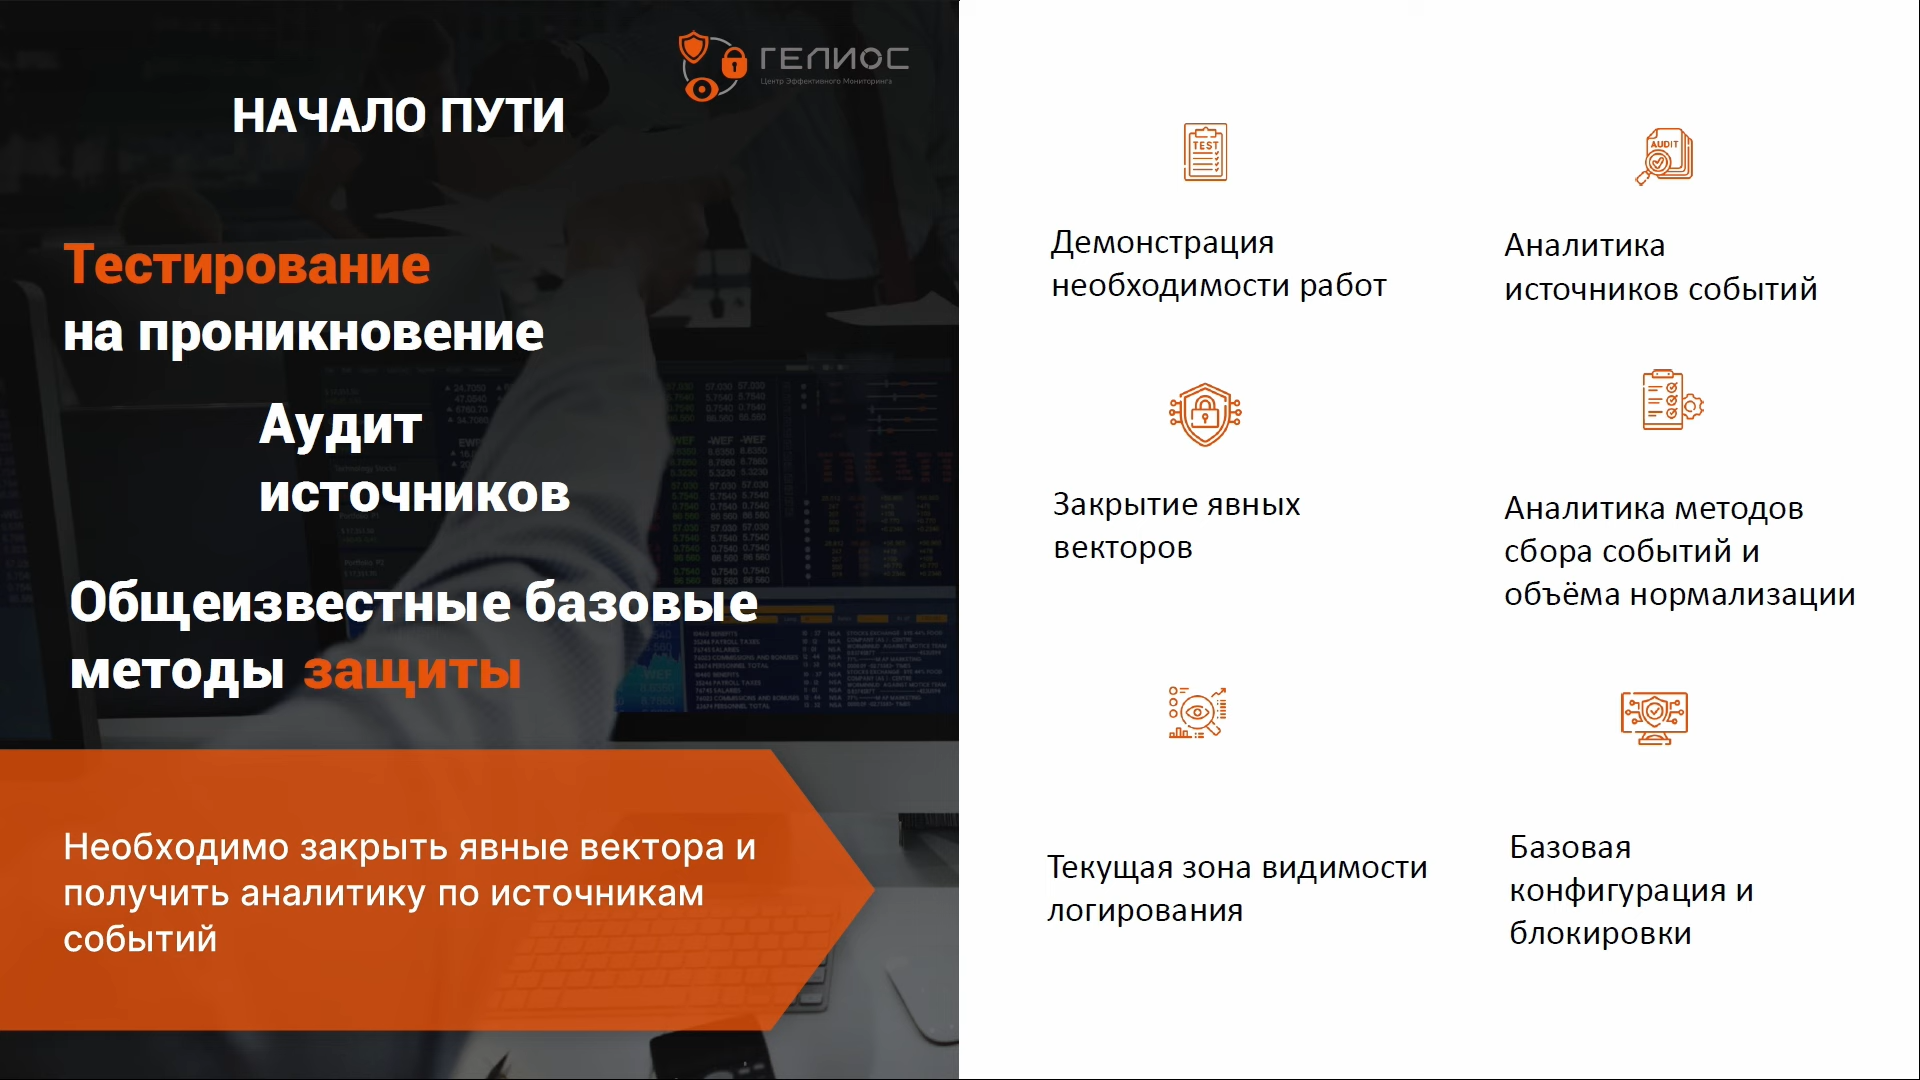 ГЕЛИОС
Центр Эффективного Мониторинга
НАЧАЛО ПУТИ
Тестирование
на проникновение
Аудит
источников
Общеизвестные базовые
методы защиты
Необходимо закрыть явные вектора и
получить аналитику по источникам
событий
TEST
Демонстрация
необходимости работ
AUDIT
Аналитика
источников событий
Закрытие явных
векторов
Аналитика методов
сбора событий и
объёма нормализации
Текущая зона видимости
логирования
Базовая
конфигурация и
блокировки